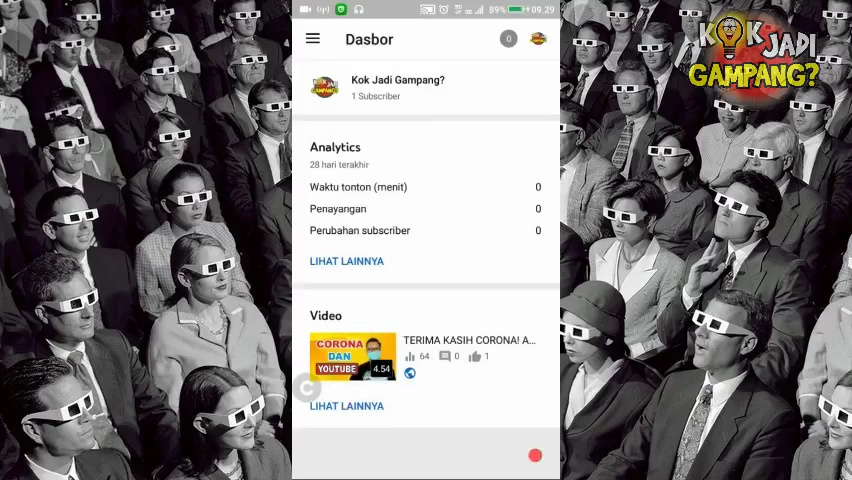 89% 09.29
Dasbor
0
KOK JADI GAMPANG?
Kok Jadi Gampang?
1 Subscriber
Analytics
28 hari terakhir
Waktu tonton (menit) 0
Penayangan 0
Perubahan subscriber 0
LIHAT LAINNYA
Video
CORONA
DAN
YOUTUBE
4.54
TERIMA KASIH CORONA! A...
64 0 1
LIHAT LAINNYA